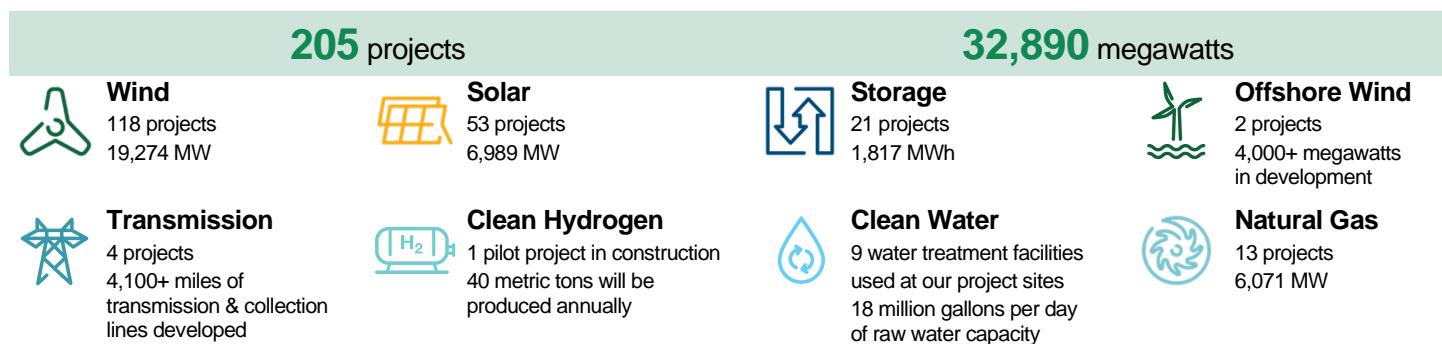 205 projects
32,890 megawatts
Wind
118 projects
19,274 MW
Solar
53 projects
6,989 MW
Storage
21 projects
1,817 MWh
Offshore Wind
2 projects
4,000+ megawatts
in development
Transmission
4 projects
4,100+ miles of
transmission & collection
lines developed
H2
Clean Hydrogen
1 pilot project in construction
40 metric tons will be
produced annually
Clean Water
9 water treatment facilities
used at our project sites
18 million gallons per day
of raw water capacity
Natural Gas
13 projects
6,071 MW